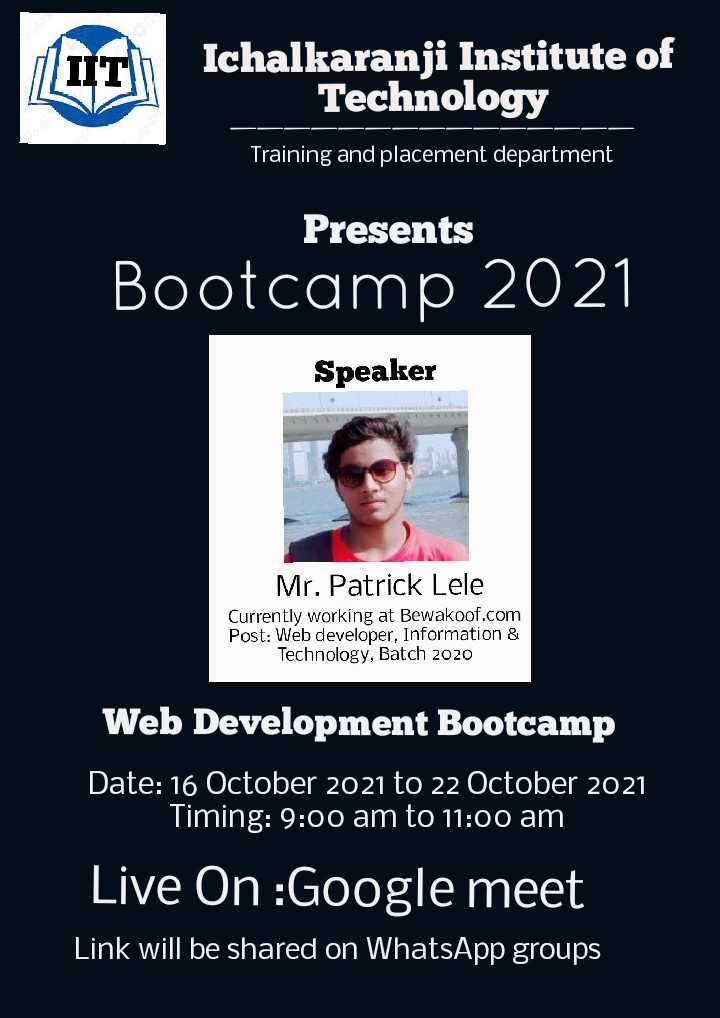 IIT
Ichalkaranji Institute of
Technology
Training and placement department
Presents
Bootcamp 2021
Speaker
Mr. Patrick Lele
Currently working at Bewakoof.com
Post: Web developer, Information &
Technology, Batch 2020
Web Development Bootcamp
Date: 16 October 2021 to 22 October 2021
Timing: 9:00 am to 11:00 am
Live On :Google meet
Link will be shared on WhatsApp groups